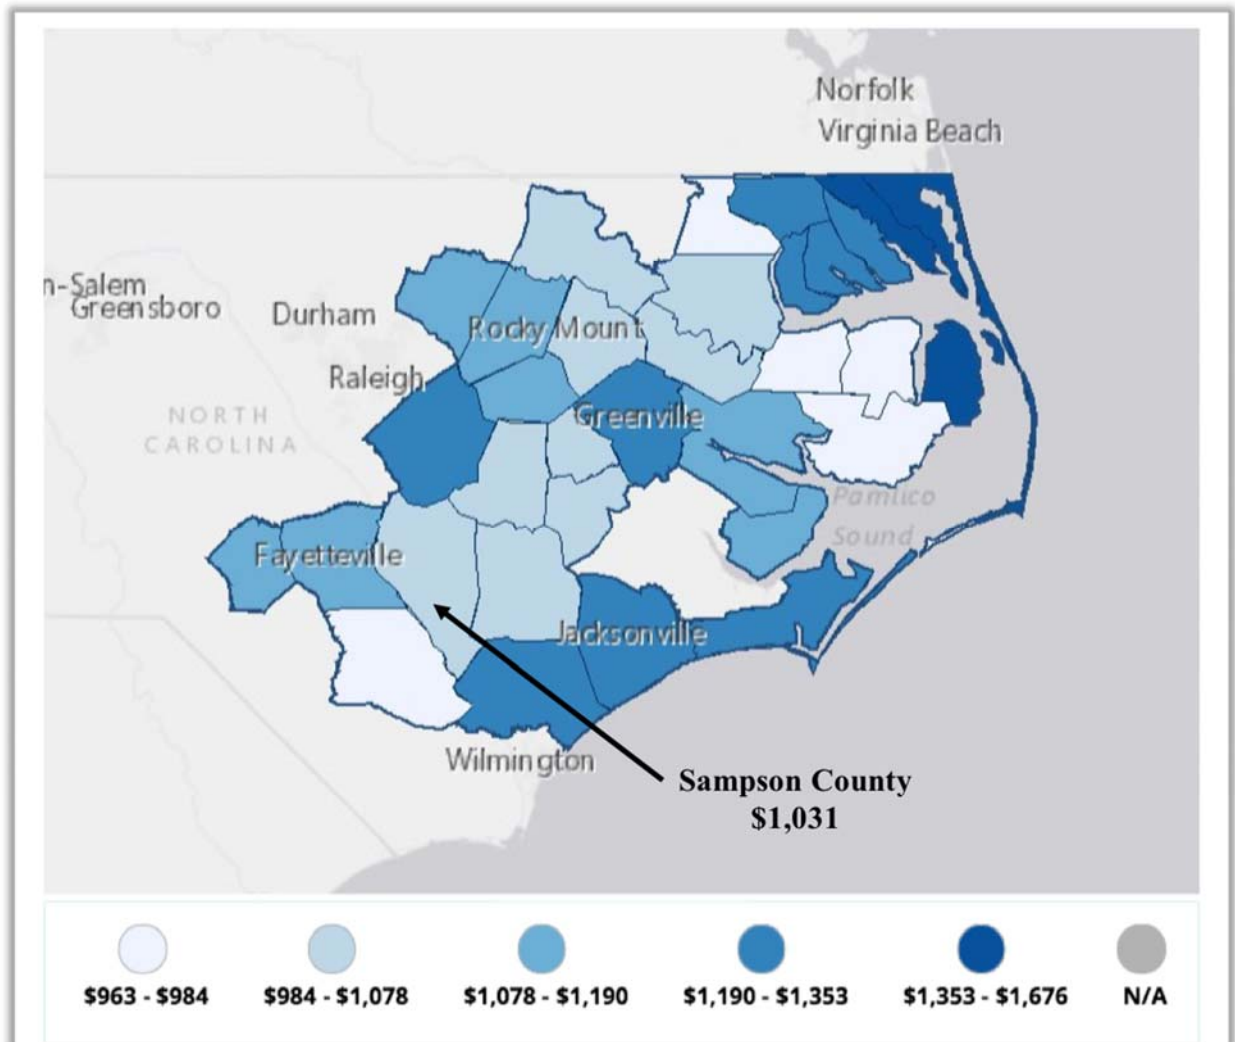 Norfolk
Virginia Beach
n-Salem
Greensboro
Durham
Rocky Mount
Raleigh
NORTH
CAROLINA
Greenville
Pamlico
Sound
Fayetteville
Jacksonville
Wilmington
Sampson County
$1,031
$963 - $984 $984 - $1,078 $1,078 - $1,190 $1,190 - $1,353 $1,353 - $1,676 N/A